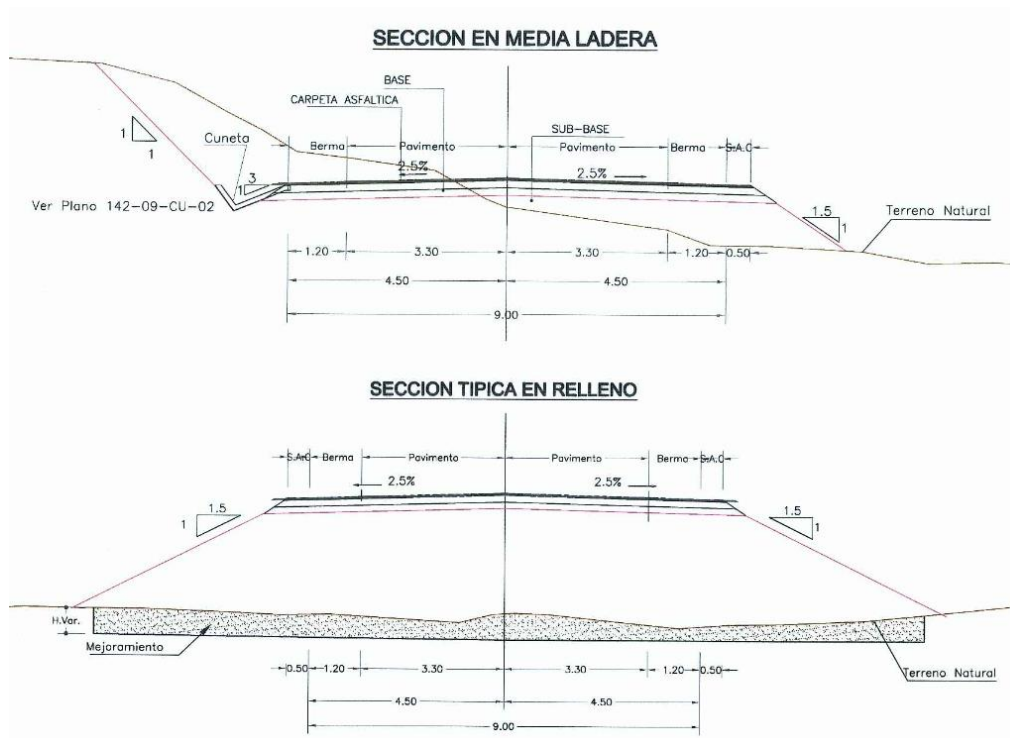 SECCION EN MEDIA LADERA
BASE
CARPETA ASFALTICA
SUB-BASE
Cuneta
Berma
Pavimento
Pavimento
Berma
S.A.C
1
1
2.5%
2.5%
3
1
1.5
1
Ver Plano 142-09-CU-02
Terreno Natural
1.20
3.30
3.30
1.20
0.50
4.50
4.50
9.00
SECCION TIPICA EN RELLENO
S.A.C
Berma
Pavimento
Pavimento
Berma
S.A.C
2.5%
2.5%
1.5
1
1.5
1
H.Var.
Mejoramiento
Terreno Natural
0.50
1.20
3.30
3.30
1.20
0.50
4.50
4.50
9.00